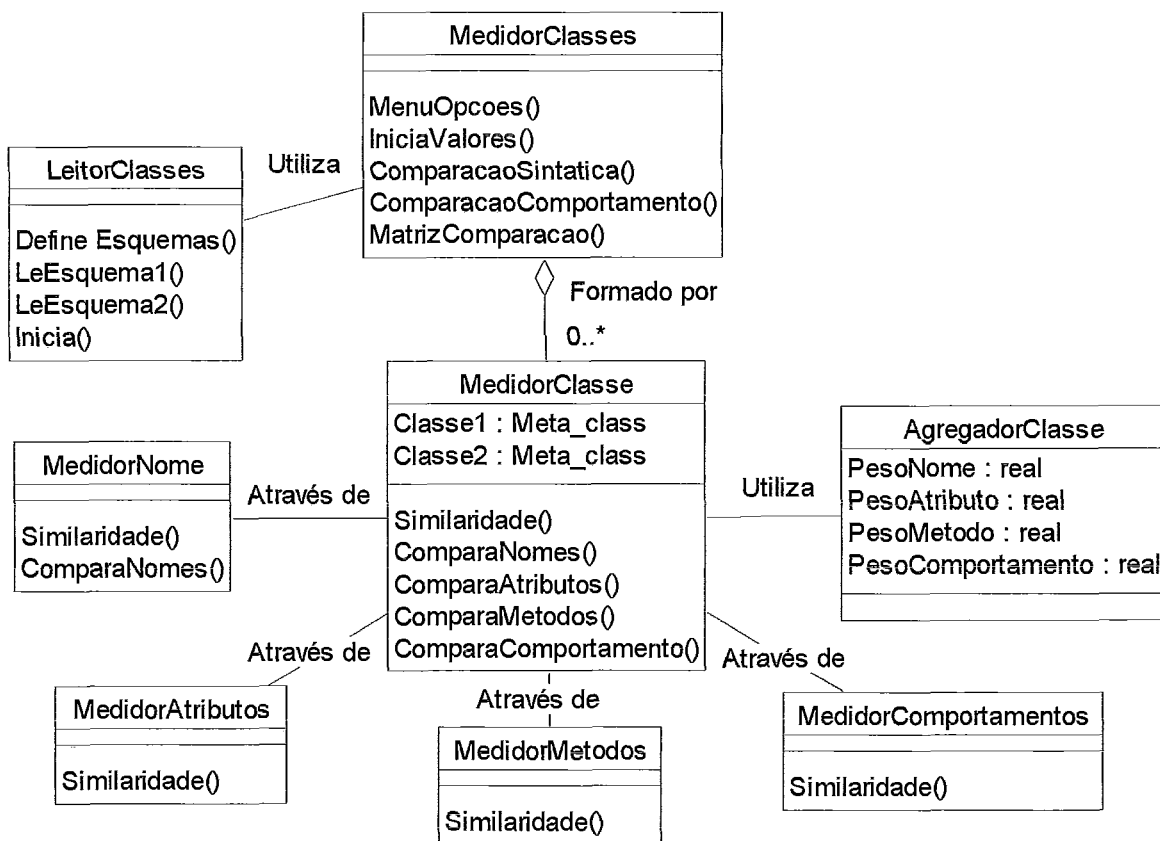 MedidorClasses
MenuOpcoes()
IniciaValores()
ComparacaoSintatica()
ComparacaoComportamento()
MatrizComparacao()
LeitorClasses
Define Esquemas()
LeEsquema1()
LeEsquema2()
Inicia()
Utiliza
Formado por
0..*
MedidorClasse
Classe1 : Meta_class
Classe2 : Meta_class
Similaridade()
ComparaNomes()
ComparaAtributos()
ComparaMetodos()
ComparaComportamento()
MedidorNome
Similaridade()
ComparaNomes()
Através de
Utiliza
AgregadorClasse
PesoNome : real
PesoAtributo : real
PesoMetodo : real
PesoComportamento : real
Através de
MedidorAtributos
Similaridade()
Através de
MedidorMetodos
Similaridade()
Através de
MedidorComportamentos
Similaridade()